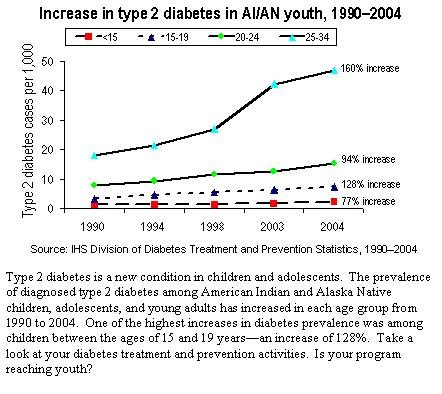 Increase in type 2 diabetes in AI/AN youth, 1990–2004
<15 15-19 20-24 25-34
Type 2 diabetes cases per 1,000
50
40
30
20
10
0
160% increase
94% increase
128% increase
77% increase
1990 1994 1998 2003 2004
Source: IHS Division of Diabetes Treatment and Prevention Statistics, 1990–2004
Type 2 diabetes is a new condition in children and adolescents. The prevalence
of diagnosed type 2 diabetes among American Indian and Alaska Native
children, adolescents, and young adults has increased in each age group from
1990 to 2004. One of the highest increases in diabetes prevalence was among
children between the ages of 15 and 19 years—an increase of 128%. Take a
look at your diabetes treatment and prevention activities. Is your program
reaching youth?